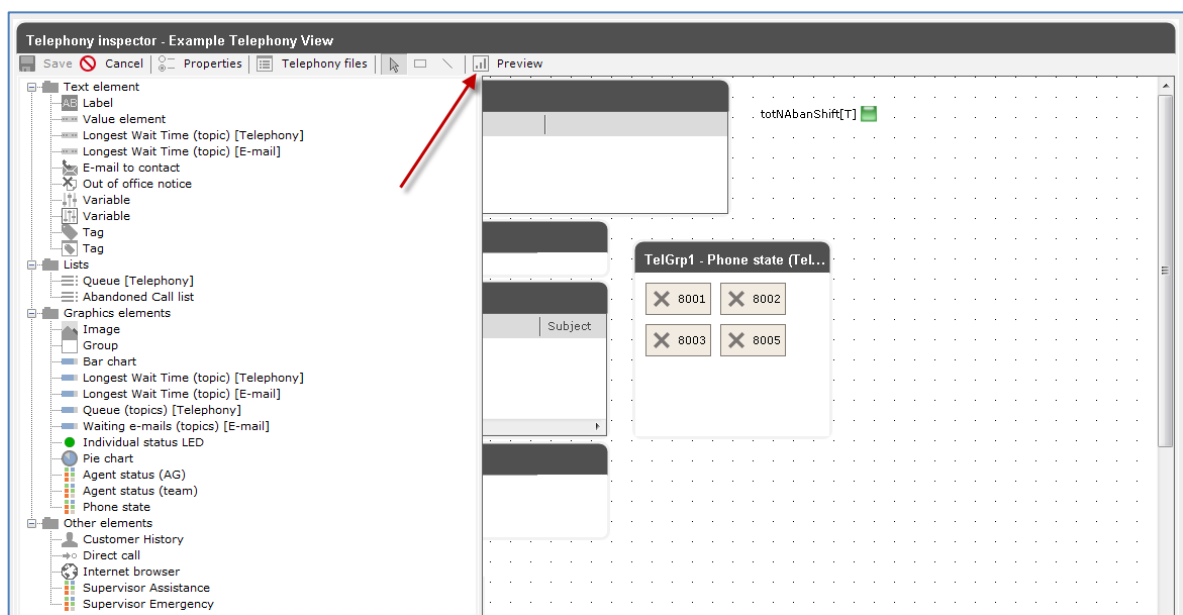 Telephony inspector - Example Telephony View
Save Cancel Properties Telephony files Preview
Text element
AB Label
Value element
Longest Wait Time (topic) [Telephony]
Longest Wait Time (topic) [E-mail]
E-mail to contact
Out of office notice
Variable
Variable
Tag
Tag
Lists
Queue [Telephony]
Abandoned Call list
Graphics elements
Image
Group
Bar chart
Longest Wait Time (topic) [Telephony]
Longest Wait Time (topic) [E-mail]
Queue (topics) [Telephony]
Waiting e-mails (topics) [E-mail]
Individual status LED
Pie chart
Agent status (AG)
Agent status (team)
Phone state
Other elements
Customer History
Direct call
Internet browser
Supervisor Assistance
Supervisor Emergency
totNAbanShift[T]
TelGrp1 - Phone state (Tel...
8001 8002
8003 8005
Subject